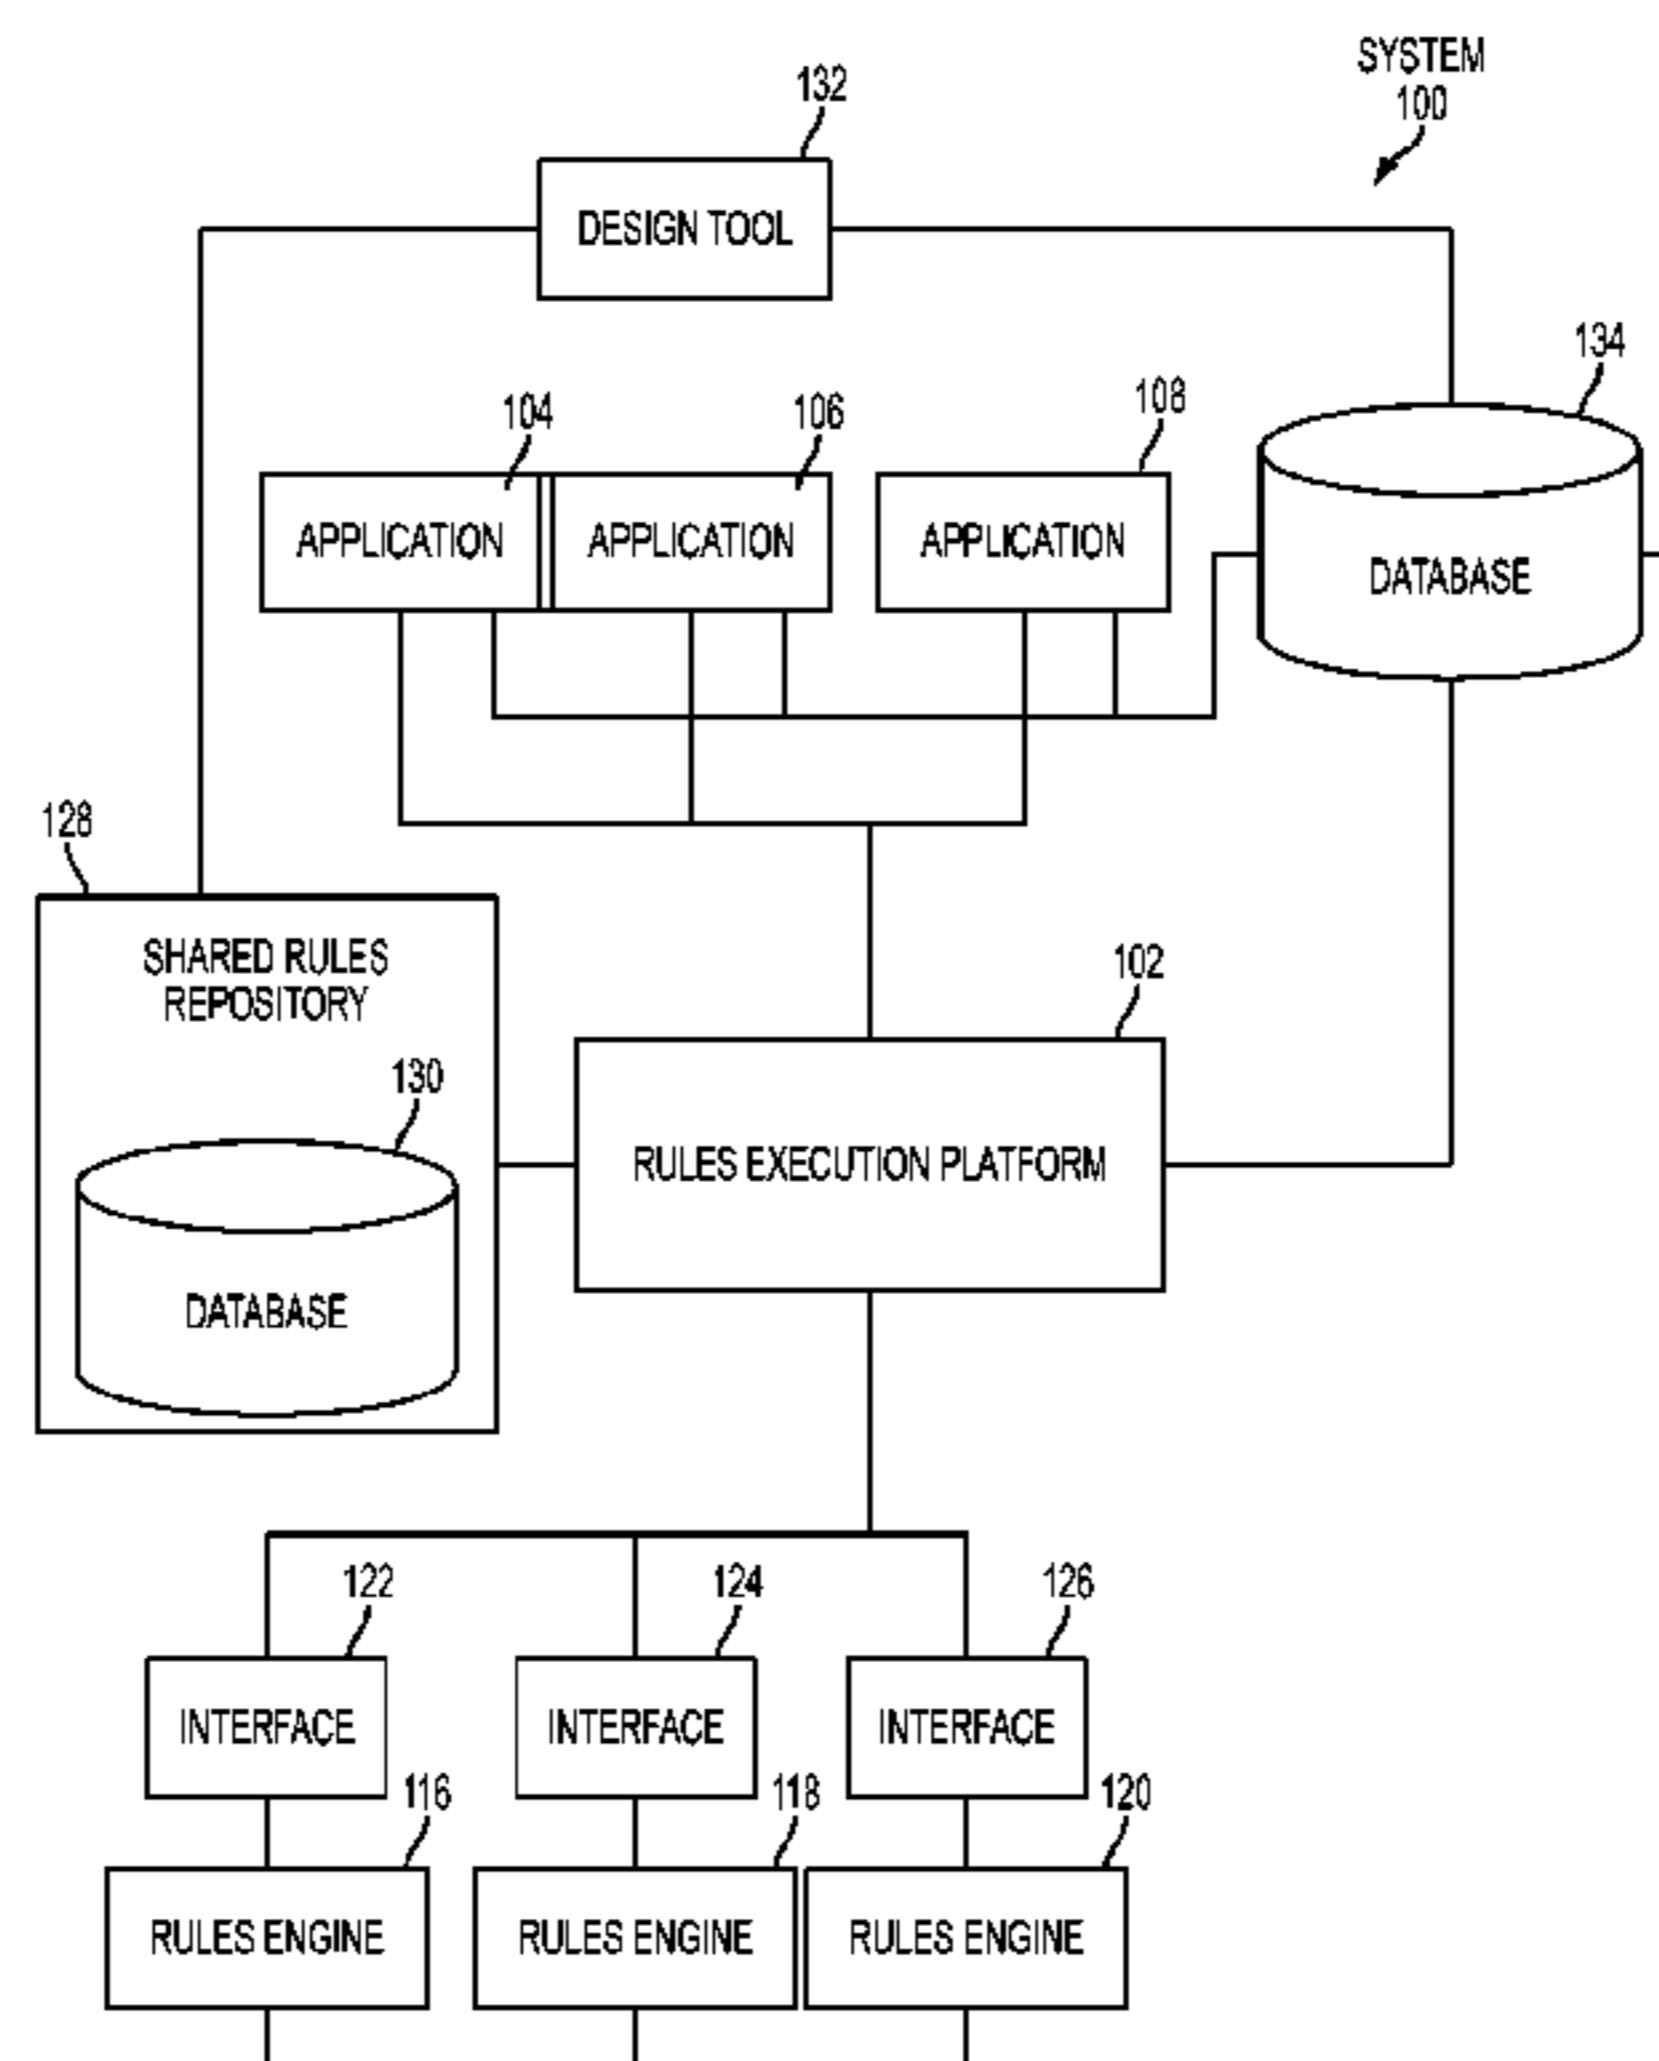 SYSTEM
100
132
DESIGN TOOL
134
104
106
108
APPLICATION
APPLICATION
APPLICATION
DATABASE
128
SHARED RULES
REPOSITORY
102
130
RULES EXECUTION PLATFORM
DATABASE
122
124
126
INTERFACE
INTERFACE
INTERFACE
116
118
120
RULES ENGINE
RULES ENGINE
RULES ENGINE